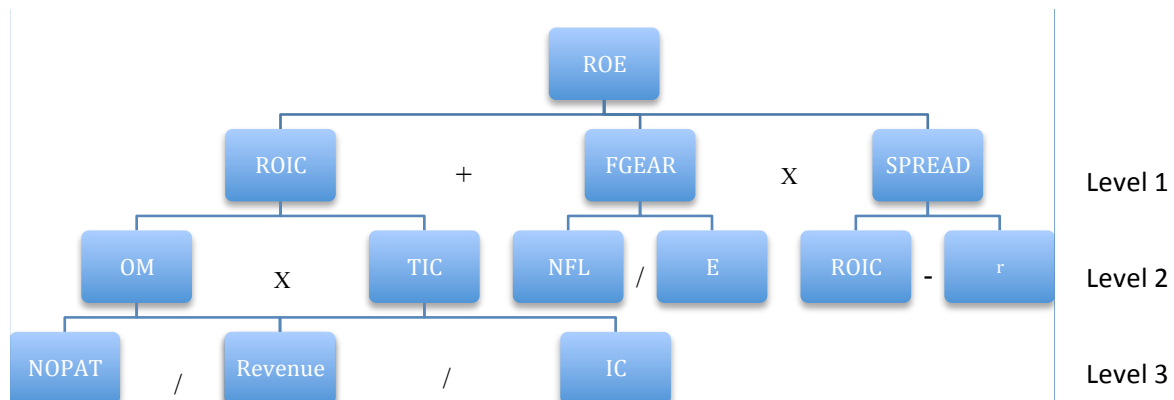 ROE
ROIC + FGEAR X SPREAD Level 1
OM X TIC NFL / E ROIC - r Level 2
NOPAT / Revenue / IC Level 3